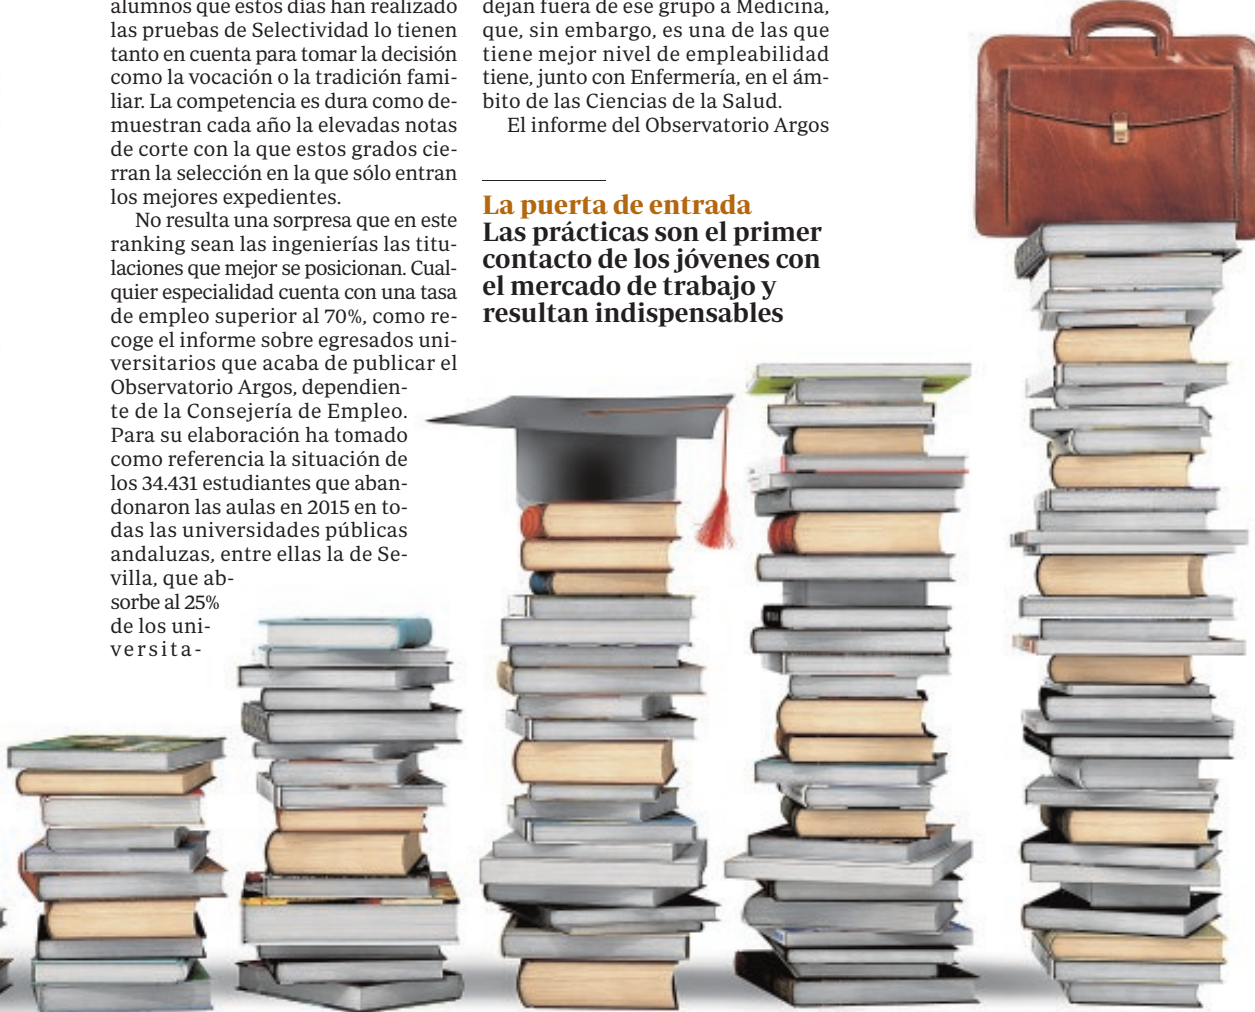 alumnos que estos días han realizado
las pruebas de Selectividad lo tienen
tanto en cuenta para tomar la decisión
como la vocación o la tradición fami-
liar. La competencia es dura como de-
muestran cada año la elevadas notas
de corte con la que estos grados cie-
rran la selección en la que sólo entran
los mejores expedientes.
No resulta una sorpresa que en este
ranking sean las ingenierías las titu-
laciones que mejor se posicionan. Cual-
quier especialidad cuenta con una tasa
de empleo superior al 70%, como re-
coge el informe sobre egresados uni-
versitarios que acaba de publicar el
Observatorio Argos, dependien-
te de la Consejería de Empleo.
Para su elaboración ha tomado
como referencia la situación de
los 34.431 estudiantes que aban-
donaron las aulas en 2015 en to-
das las universidades públicas
andaluzas, entre ellas la de Se-
villa, que ab-
sorbe al 25%
de los uni-
versita-
dejan fuera de ese grupo a Medicina,
que, sin embargo, es una de las que
tiene mejor nivel de empleabilidad
tiene, junto con Enfermería, en el ám-
bito de las Ciencias de la Salud.
El informe del Observatorio Argos
La puerta de entrada
Las prácticas son el primer
contacto de los jóvenes con
el mercado de trabajo y
resultan indispensables